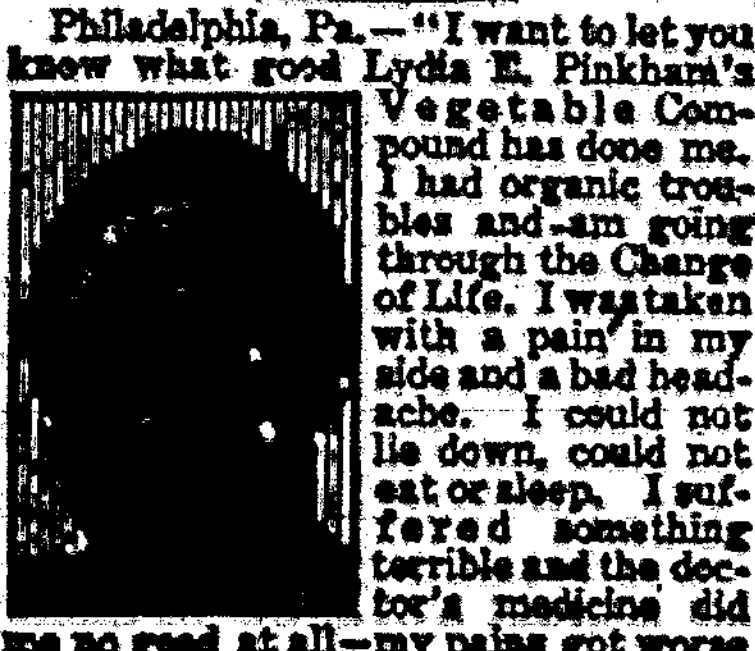 Philadelphia, Pa.—"I want to let you
know what good Lydia E. Pinkham's
Vegetable Com-
pound has done me.
I had organic trou-
bles and am going
through the Change
of Life. I was taken
with a pain in my
side and a bad head-
ache. I could not
lie down, could not
eat or sleep. I suf-
fered something
terrible and the doc-
tor's medicine did
me no good at all—my pains got worse